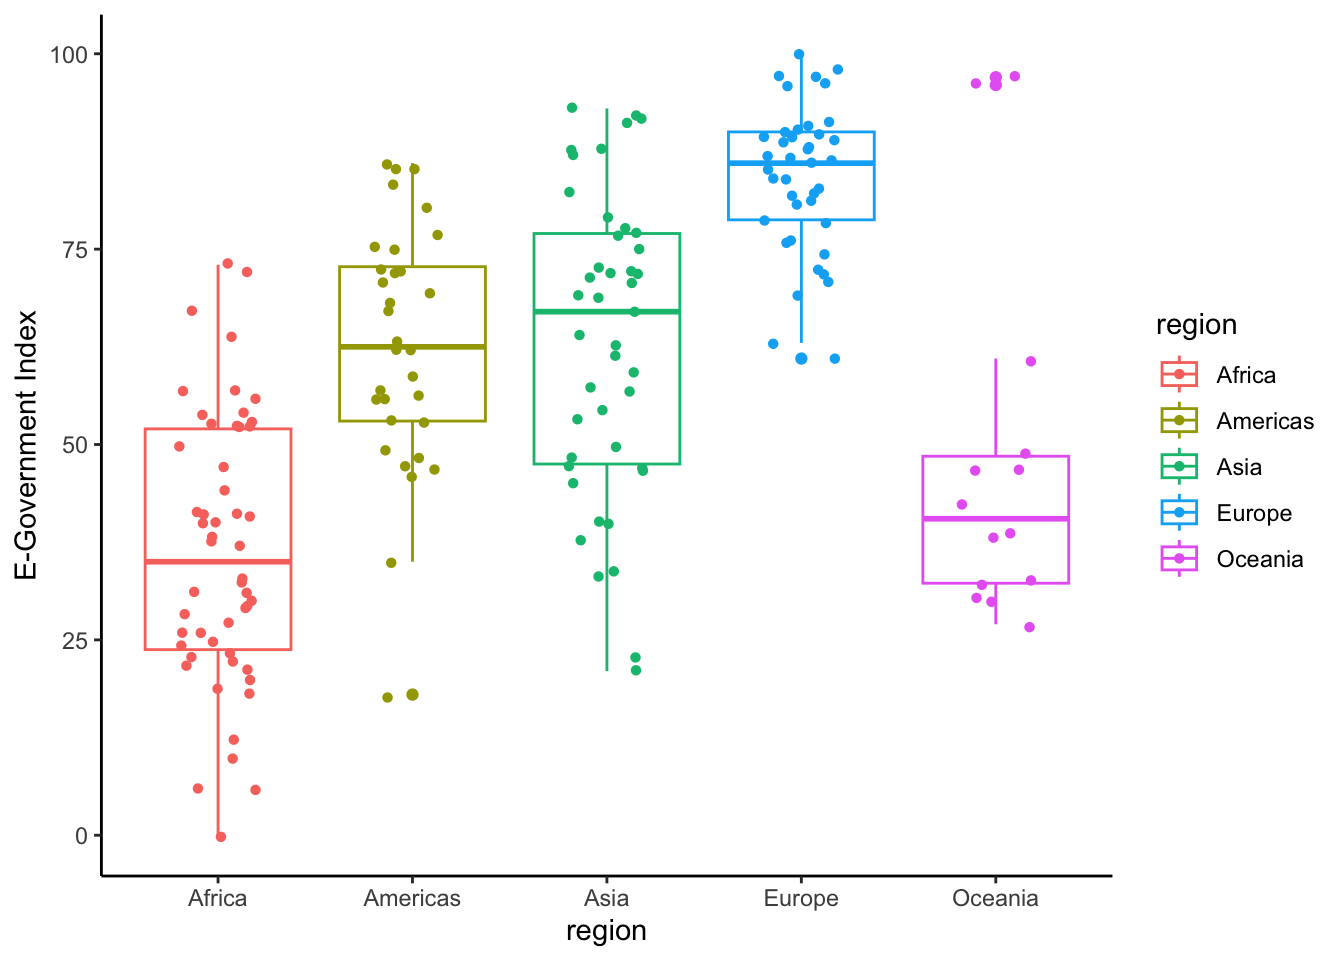 E-Government Index
100
75
50
25
0
Africa
Americas
Asia
Europe
Oceania
region
region
Africa
Americas
Asia
Europe
Oceania